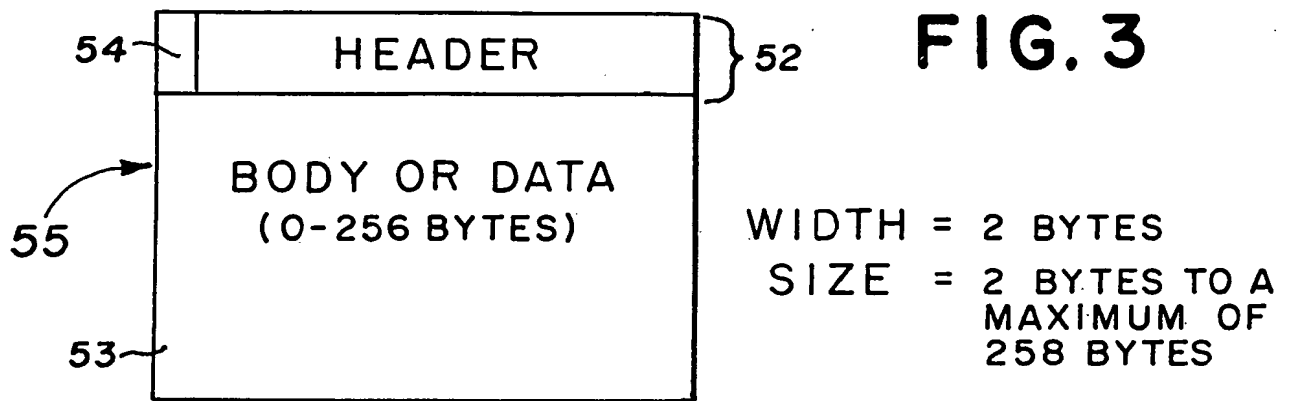 FIG. 3
54
HEADER
52
BODY OR DATA
(0-256 BYTES)
55
53
WIDTH = 2 BYTES
SIZE = 2 BYTES TO A
MAXIMUM OF
258 BYTES